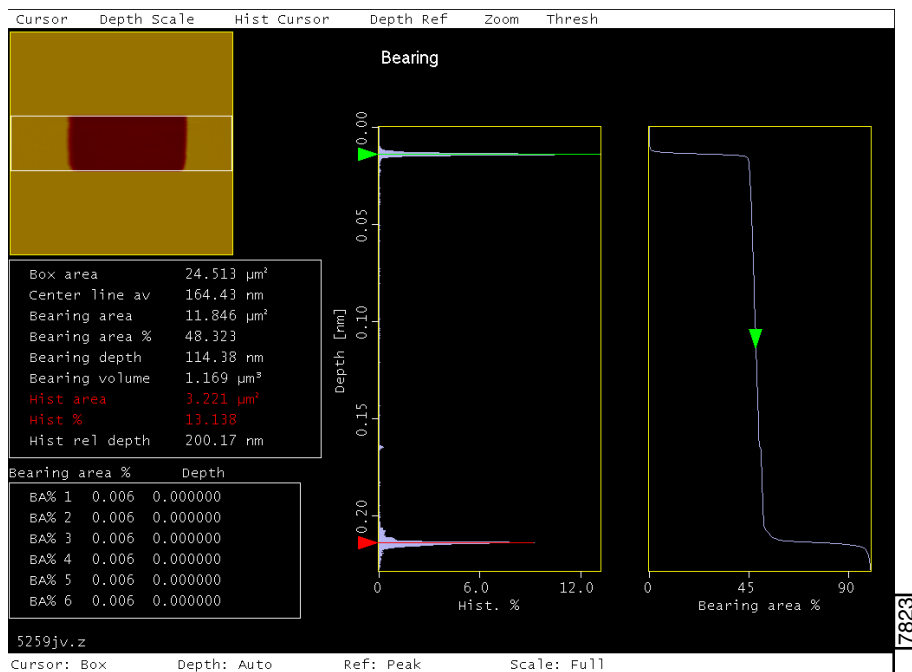 Cursor Depth Scale Hist Cursor Depth Ref Zoom Thresh
Bearing
Box area 24.513 µm²
Center line av 164.43 nm
Bearing area 11.846 µm²
Bearing area % 48.323
Bearing depth 114.38 nm
Bearing volume 1.169 µm³
Hist area 3.221 µm²
Hist % 13.138
Hist rel depth 200.17 nm
Bearing area % Depth
BA% 1 0.006 0.000000
BA% 2 0.006 0.000000
BA% 3 0.006 0.000000
BA% 4 0.006 0.000000
BA% 5 0.006 0.000000
BA% 6 0.006 0.000000
5259jv.z
Depth [nm]
0.00
0.05
0.10
0.15
0.20
0 6.0 12.0
Hist. %
0 45 90
Bearing area %
7823
Cursor: Box Depth: Auto Ref: Peak Scale: Full